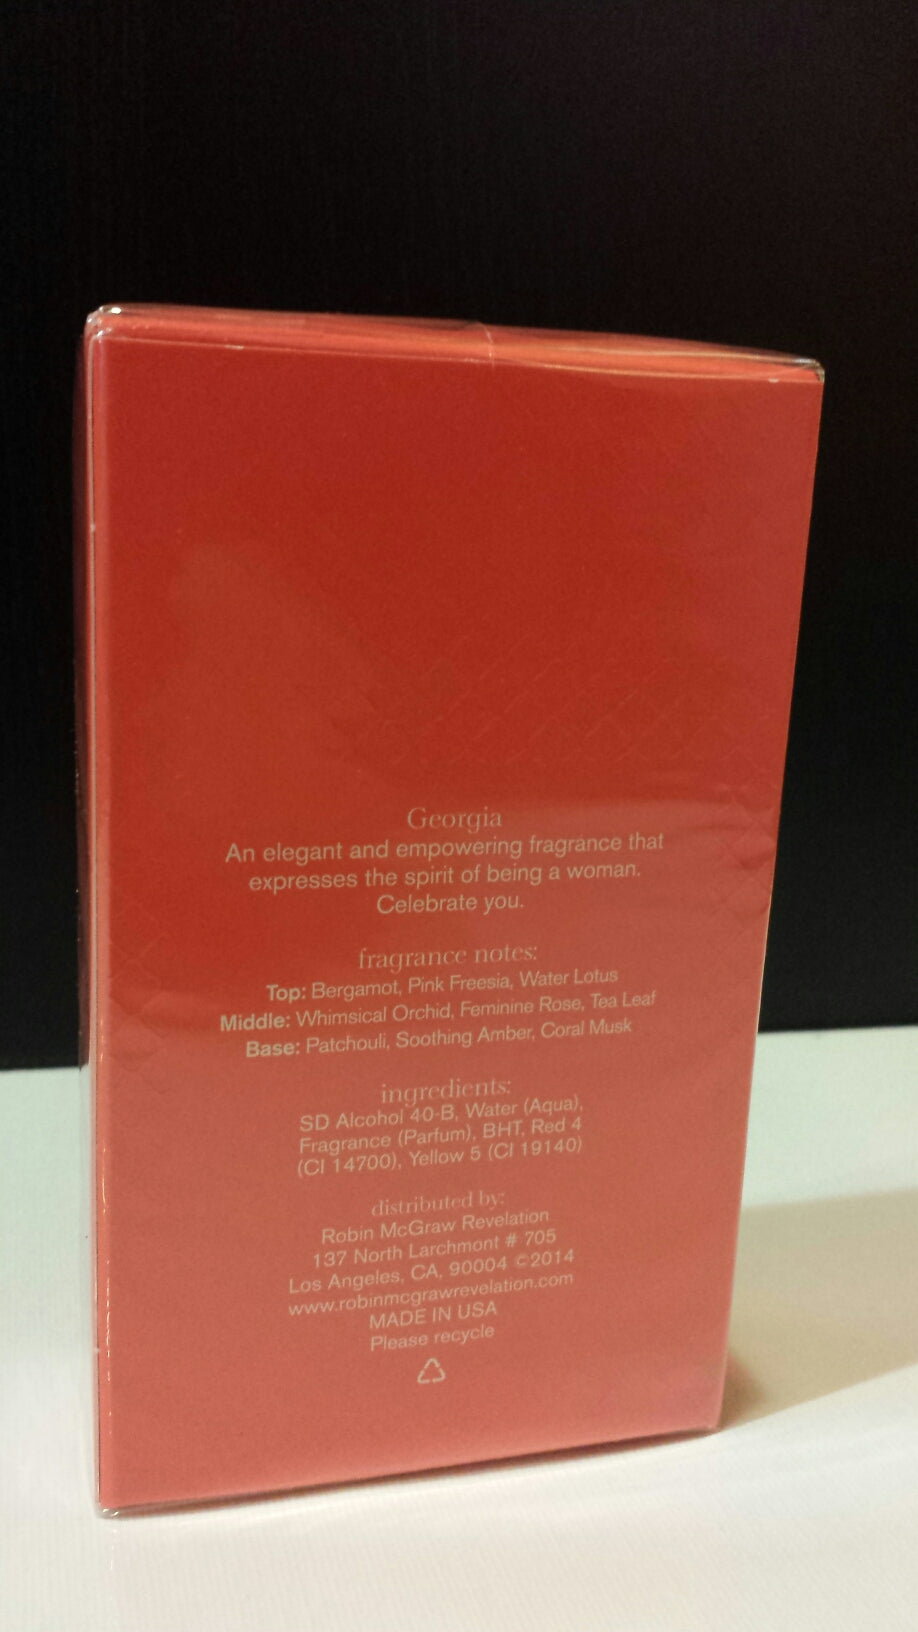 Georgia
An elegant and empowering fragrance that
expresses the spirit of being a woman.
Celebrate you.
fragrance notes:
Top: Bergamot, Pink Freesia, Water Lotus
Middle: Whimsical Orchid, Feminine Rose, Tea Leaf
Base: Patchouli, Soothing Amber, Coral Musk
ingredients:
SD Alcohol 40-B, Water (Aqua),
Fragrance (Parfum), BHT, Red 4
(CI 14700), Yellow 5 (CI 19140)
distributed by:
Robin McGraw Revelation
137 North Larchmont # 705
Los Angeles, CA, 90004 ©2014
www.robinmcgrawrevelation.com
MADE IN USA
Please recycle